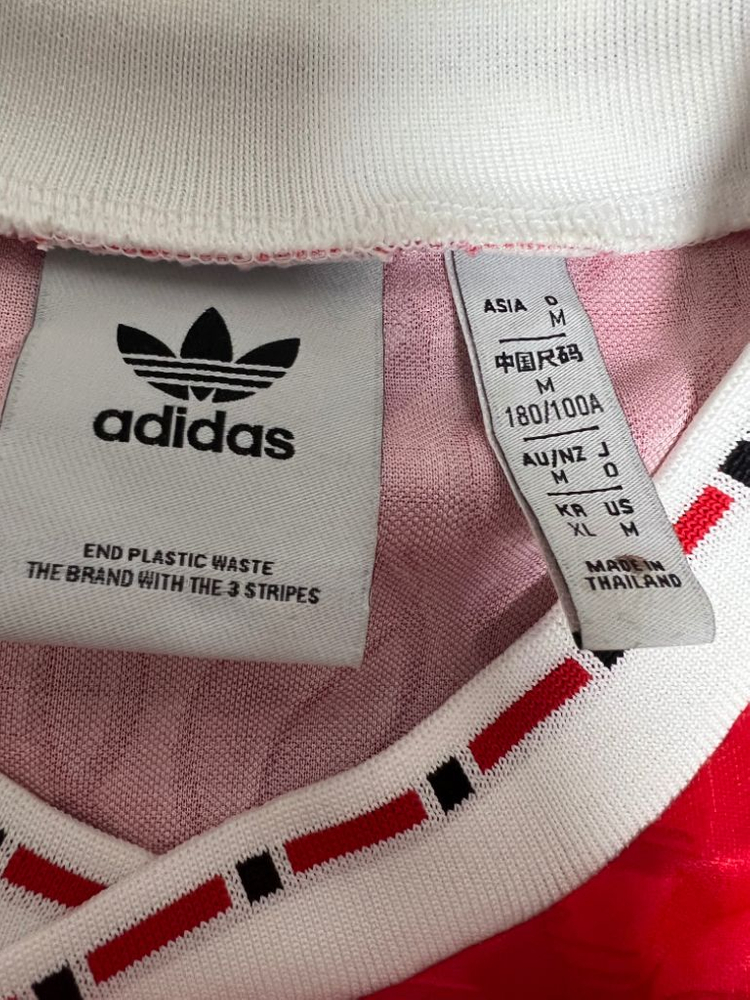 adidas
END PLASTIC WASTE
THE BRAND WITH THE 3 STRIPES
ASIA D
M
中国尺码
M
180/100A
AU/NZ J
M O
KR US
XL M
MADE IN
THAILAND